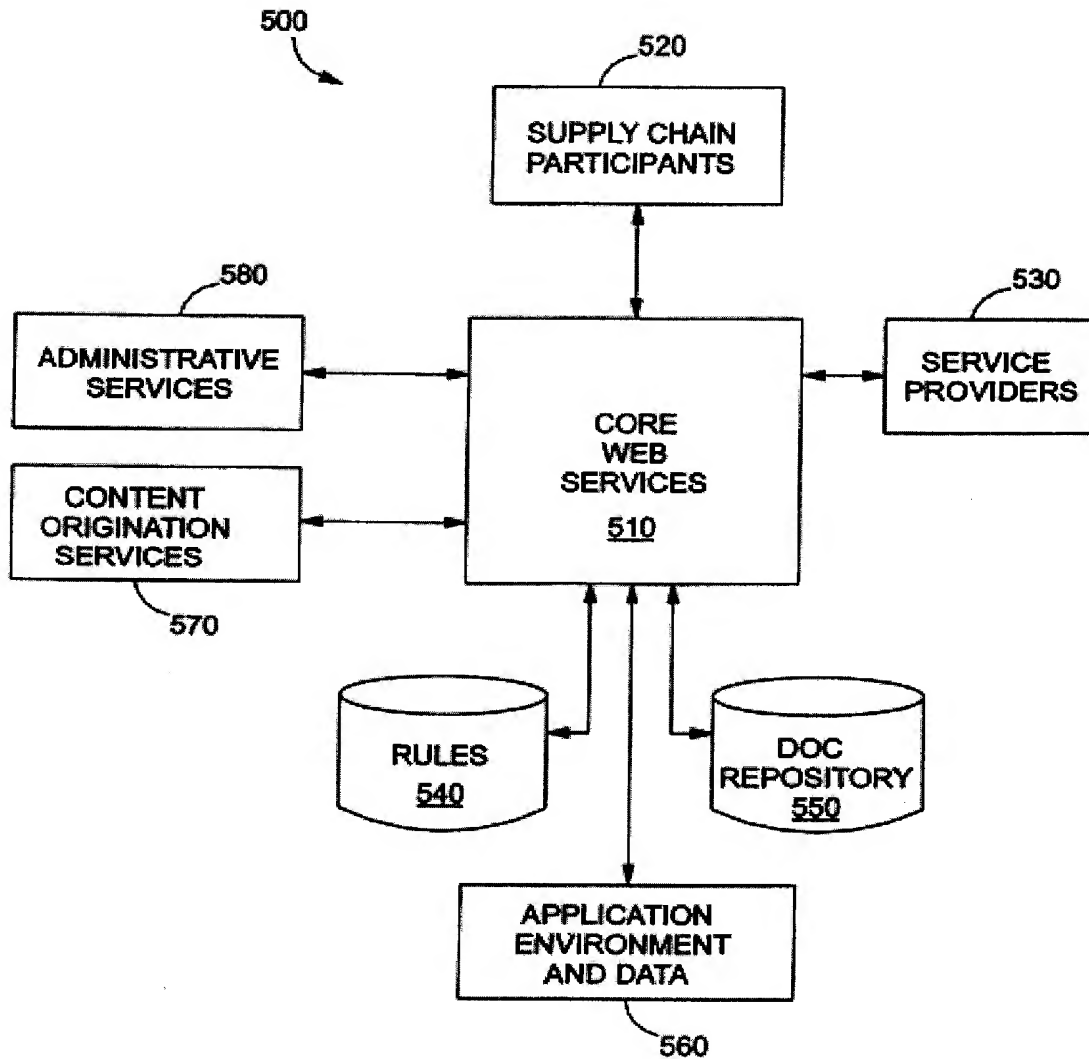 500
520
SUPPLY CHAIN
PARTICIPANTS
580
530
ADMINISTRATIVE
SERVICES
SERVICE
PROVIDERS
CORE
WEB
SERVICES
510
CONTENT
ORIGINATION
SERVICES
570
RULES
540
DOC
REPOSITORY
550
APPLICATION
ENVIRONMENT
AND DATA
560